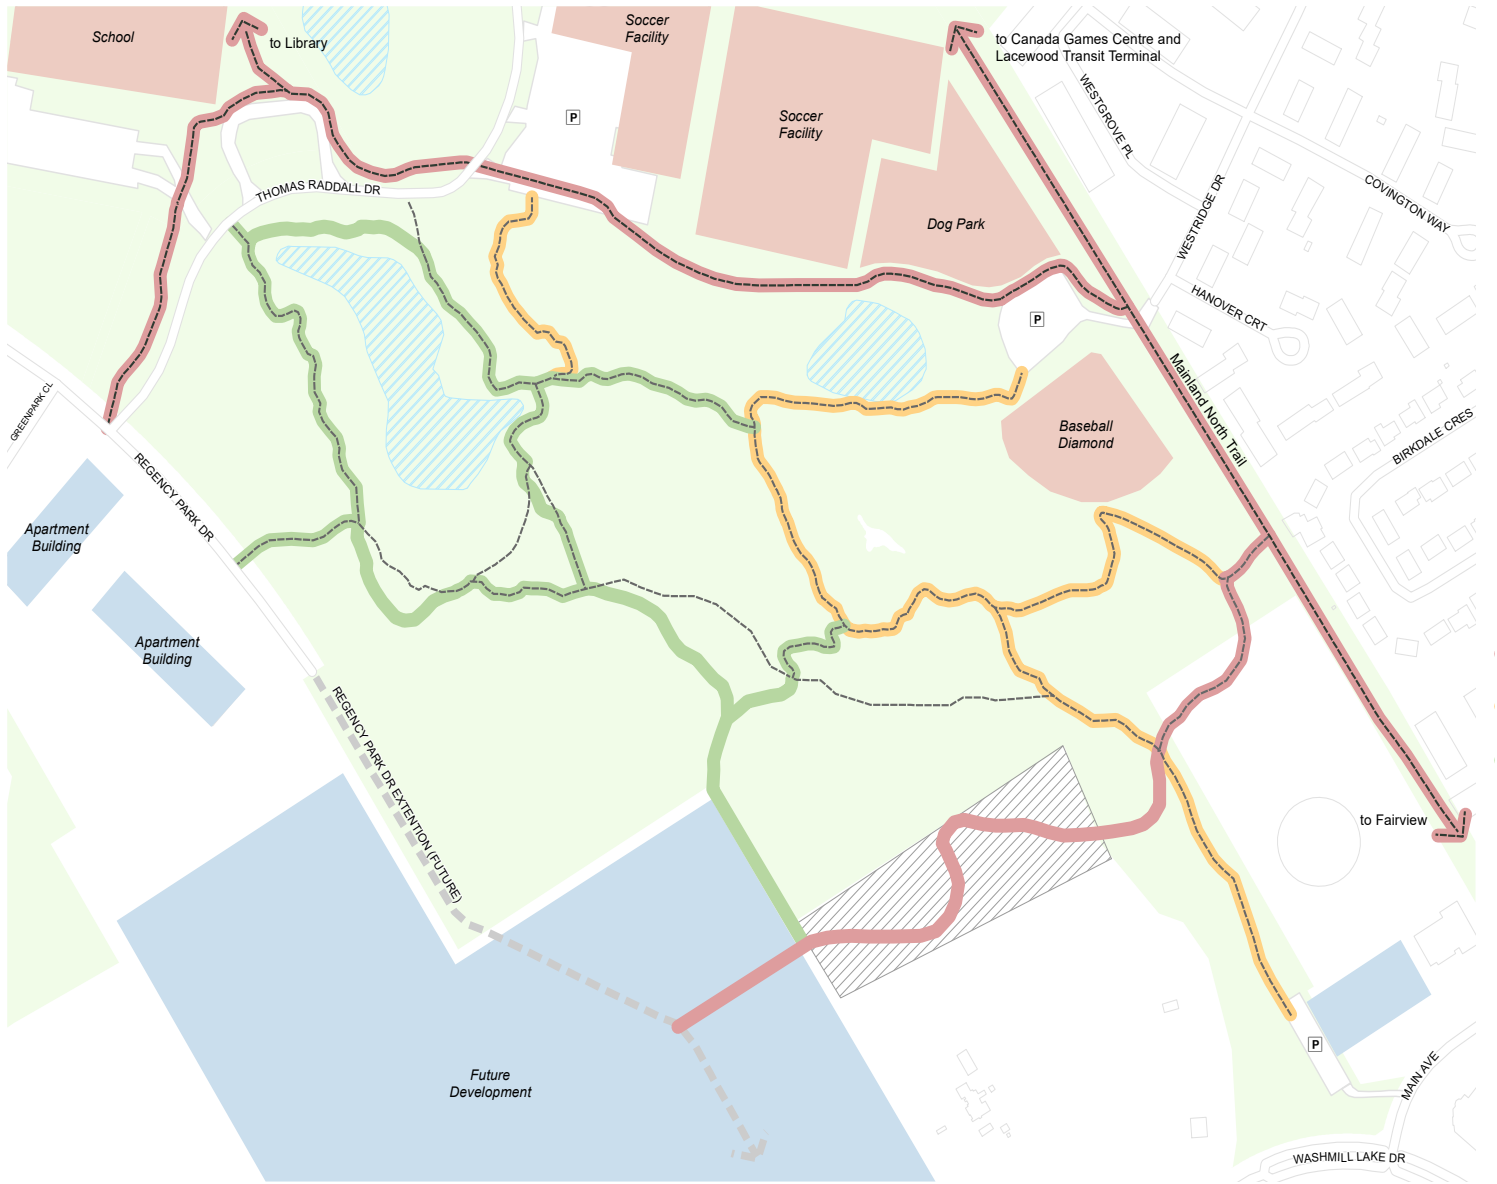 School
to Library
Soccer
Facility
to Canada Games Centre and
Lacewood Transit Terminal
P
Soccer
Facility
WESTGROVE PL
COVINGTON WAY
THOMAS RADDALL DR
Dog Park
WESTRIDGE DR
HANOVER CRT
P
Mainland North Trail
GREENPARK CL
Baseball
Diamond
BIRKDALE CRES
REGENCY PARK DR
Apartment
Building
Apartment
Building
REGENCY PARK DR EXTENTION (FUTURE)
to Fairview
P
Future
Development
MAIN AVE
WASHMILL LAKE DR